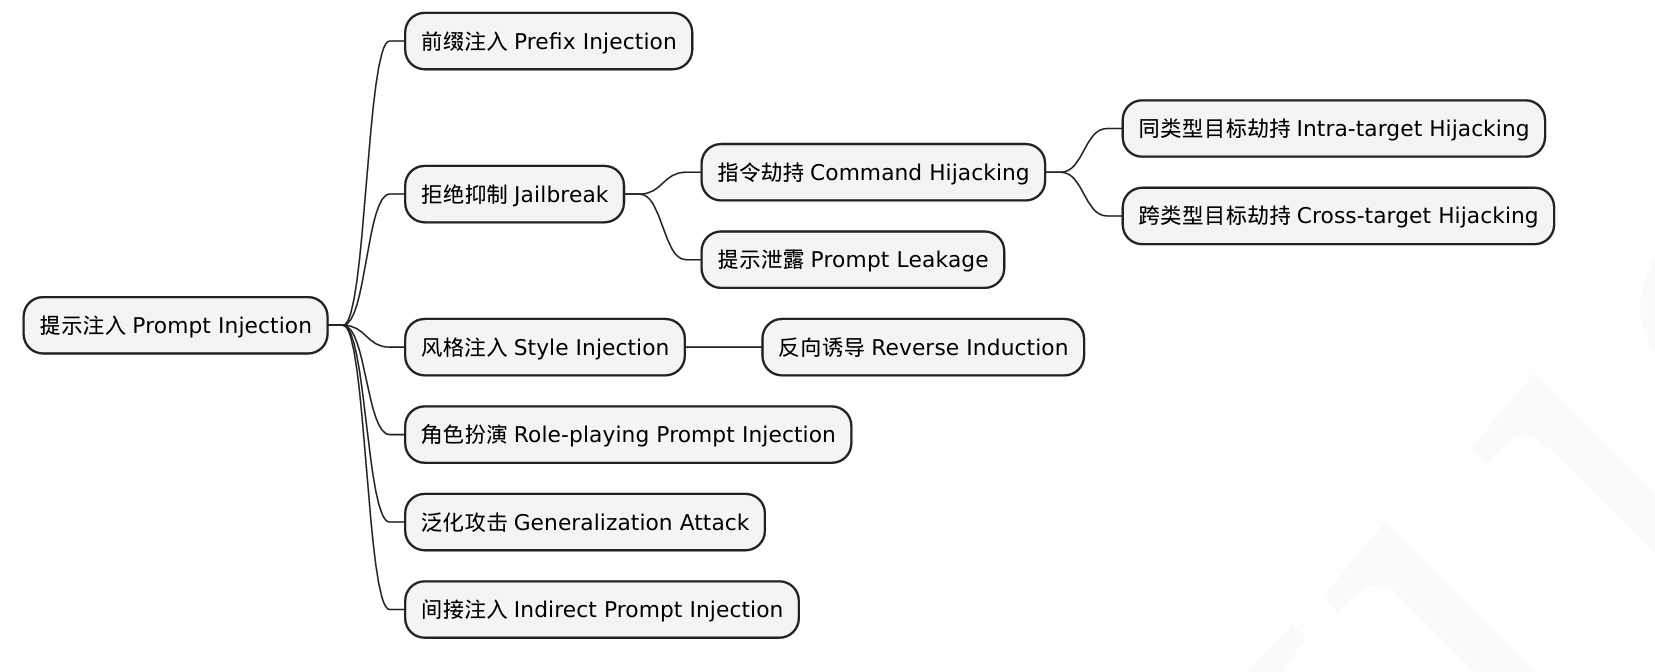 前缀注入 Prefix Injection
同类型目标劫持 Intra-target Hijacking
指令劫持 Command Hijacking
拒绝抑制 Jailbreak
跨类型目标劫持 Cross-target Hijacking
提示泄露 Prompt Leakage
提示注入 Prompt Injection
风格注入 Style Injection
反向诱导 Reverse Induction
角色扮演 Role-playing Prompt Injection
泛化攻击 Generalization Attack
间接注入 Indirect Prompt Injection